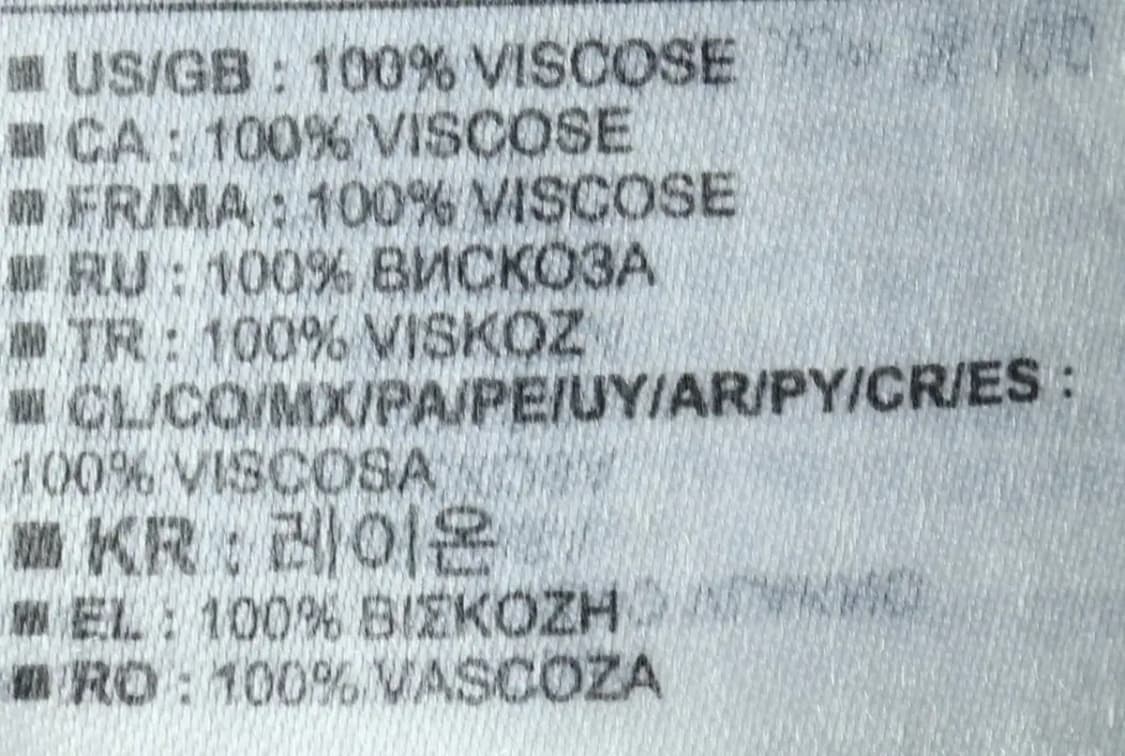 ■ US/GB : 100% VISCOSE
■ CA : 100% VISCOSE
■ FR/MA : 100% VISCOSE
■ RU : 100% ВИСКОЗА
■ TR : 100% VISKOZ
■ CL/CO/MX/PA/PE/UY/AR/PY/CR/ES :
100% VISCOSA
■ KR : 레이온
■ EL : 100% ΒΙΣΚΟΖΗ
■ RO : 100% VASCOZA